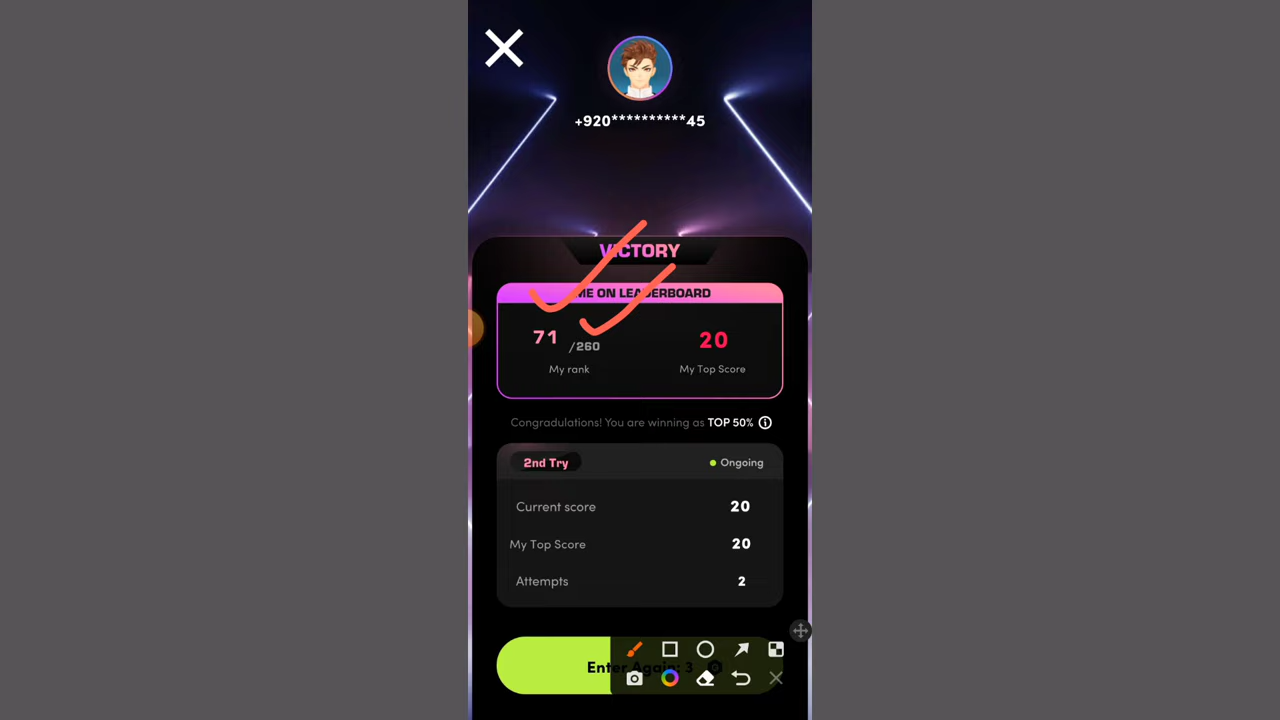 +920**********45
VICTORY
ME ON LEADERBOARD
71 /260
My rank
20
My Top Score
Congradulations! You are winning as TOP 50%
2nd Try
Ongoing
Current score 20
My Top Score 20
Attempts 2
Enter Again: 3